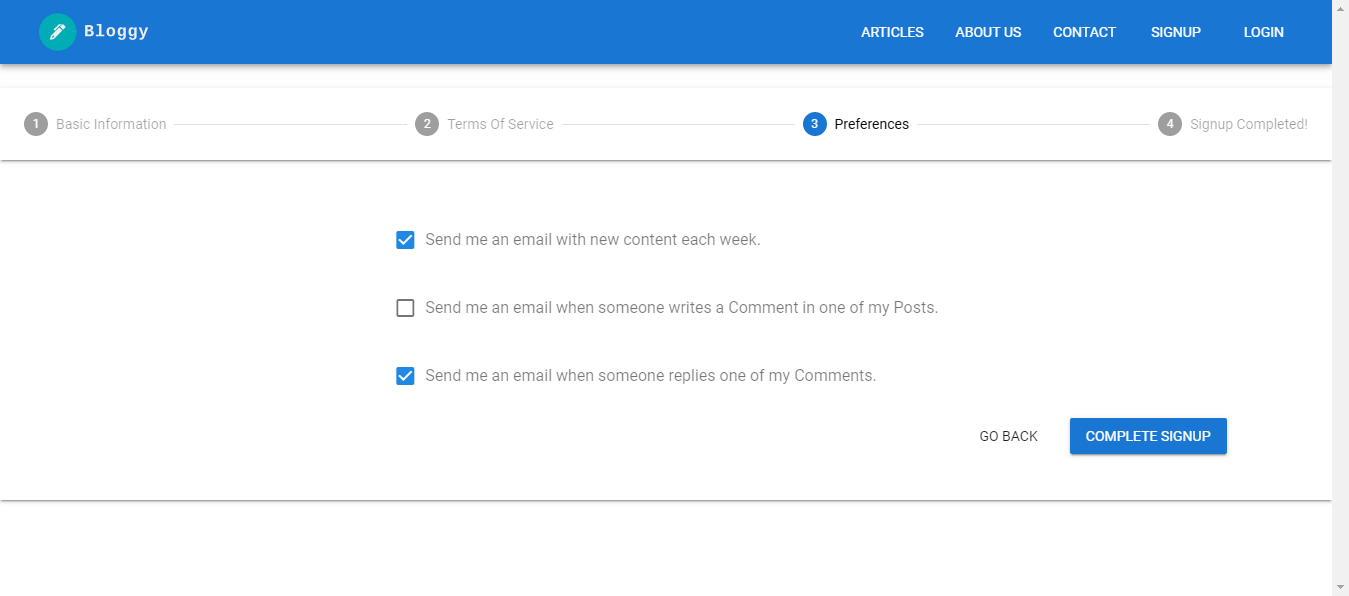 Bloggy
ARTICLES ABOUT US CONTACT SIGNUP LOGIN
1 Basic Information 2 Terms Of Service 3 Preferences 4 Signup Completed!
Send me an email with new content each week.
Send me an email when someone writes a Comment in one of my Posts.
Send me an email when someone replies one of my Comments.
GO BACK COMPLETE SIGNUP